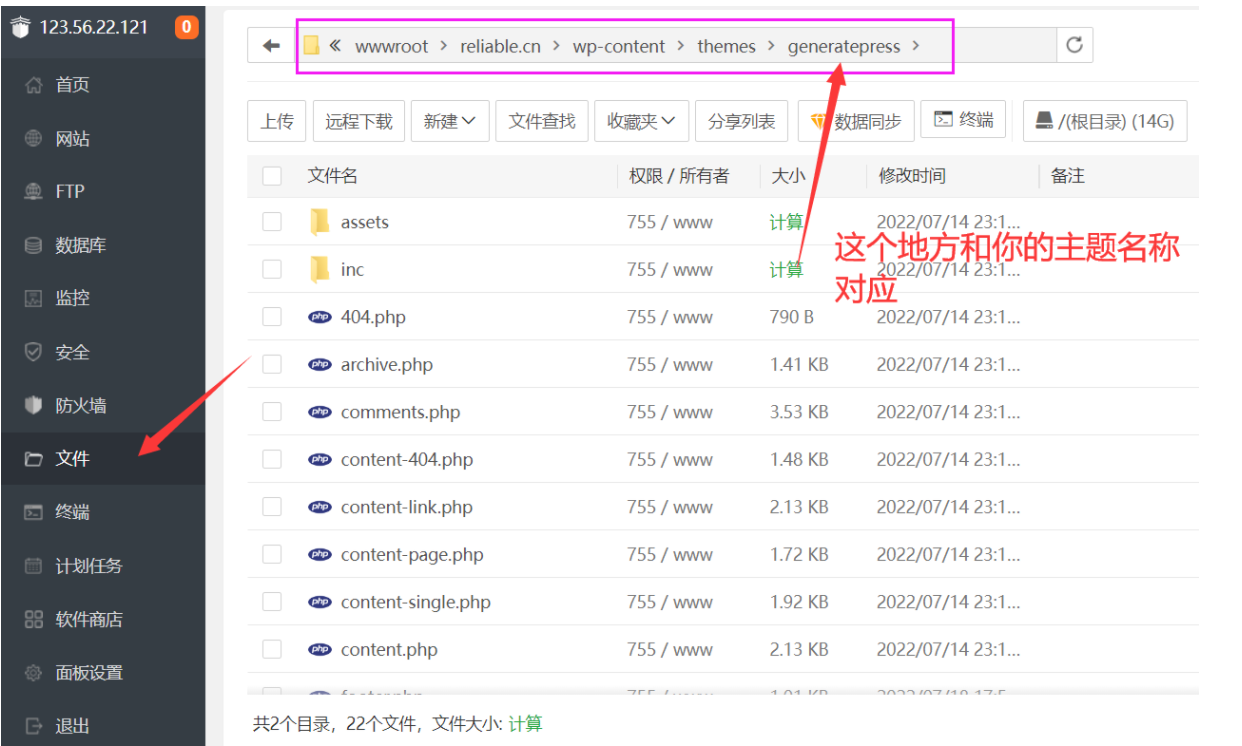 123.56.22.121 0
首页
网站
FTP
数据库
监控
安全
防火墙
文件
终端
计划任务
软件商店
面板设置
退出
« wwwroot > reliable.cn > wp-content > themes > generatepress >
上传 远程下载 新建 文件查找 收藏夹 分享列表 数据同步 终端 /(根目录) (14G)
文件名 权限 / 所有者 大小 修改时间 备注
assets 755 / www 计算 2022/07/14 23:1...
inc 755 / www 计算 2022/07/14 23:1...
这个地方和你的主题名称
对应
php 404.php 755 / www 790 B 2022/07/14 23:1...
php archive.php 755 / www 1.41 KB 2022/07/14 23:1...
php comments.php 755 / www 3.53 KB 2022/07/14 23:1...
php content-404.php 755 / www 1.48 KB 2022/07/14 23:1...
php content-link.php 755 / www 2.13 KB 2022/07/14 23:1...
php content-page.php 755 / www 1.72 KB 2022/07/14 23:1...
php content-single.php 755 / www 1.92 KB 2022/07/14 23:1...
php content.php 755 / www 2.13 KB 2022/07/14 23:1...
共2个目录，22个文件，文件大小: 计算